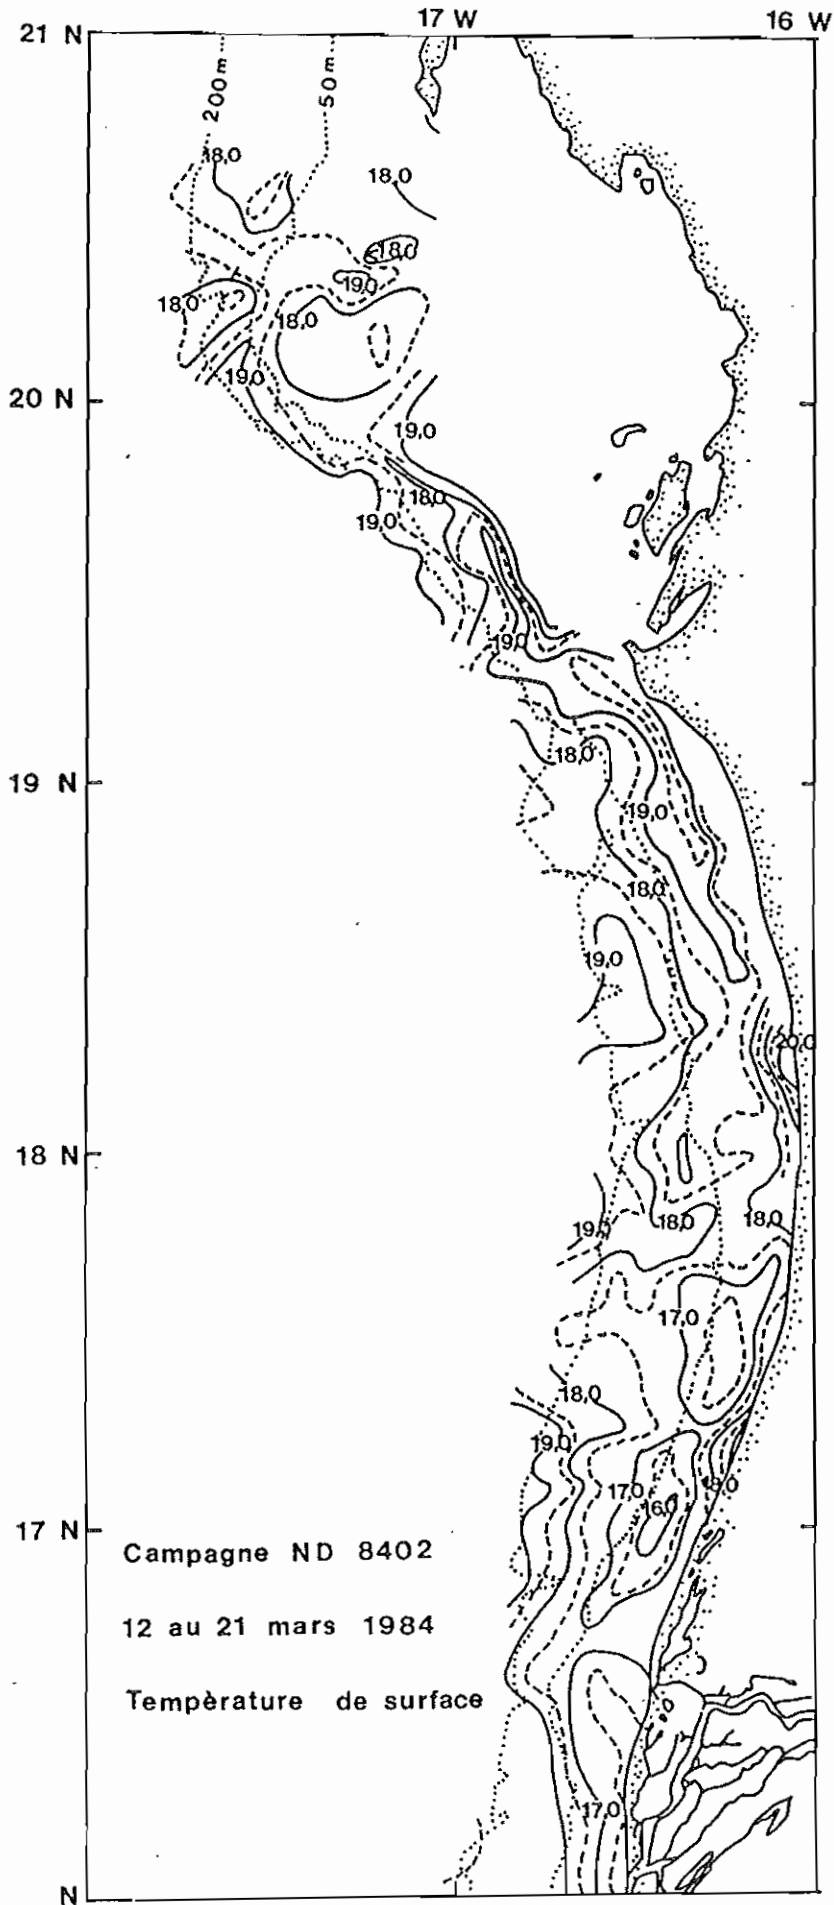 17 W
16 W
21 N
200m
50m
18,0
18,0
18,0
19,0
18,0
18,0
19,0
20 N
19,0
18,0
19,0
19,0
18,0
19 N
19,0
18,0
19,0
20,0
18 N
19,0
18,0
18,0
17,0
18,0
19,0
17,0
18,0
16,0
17 N
Campagne ND 8402
12 au 21 mars 1984
Tempèrature de surface
17,0
N